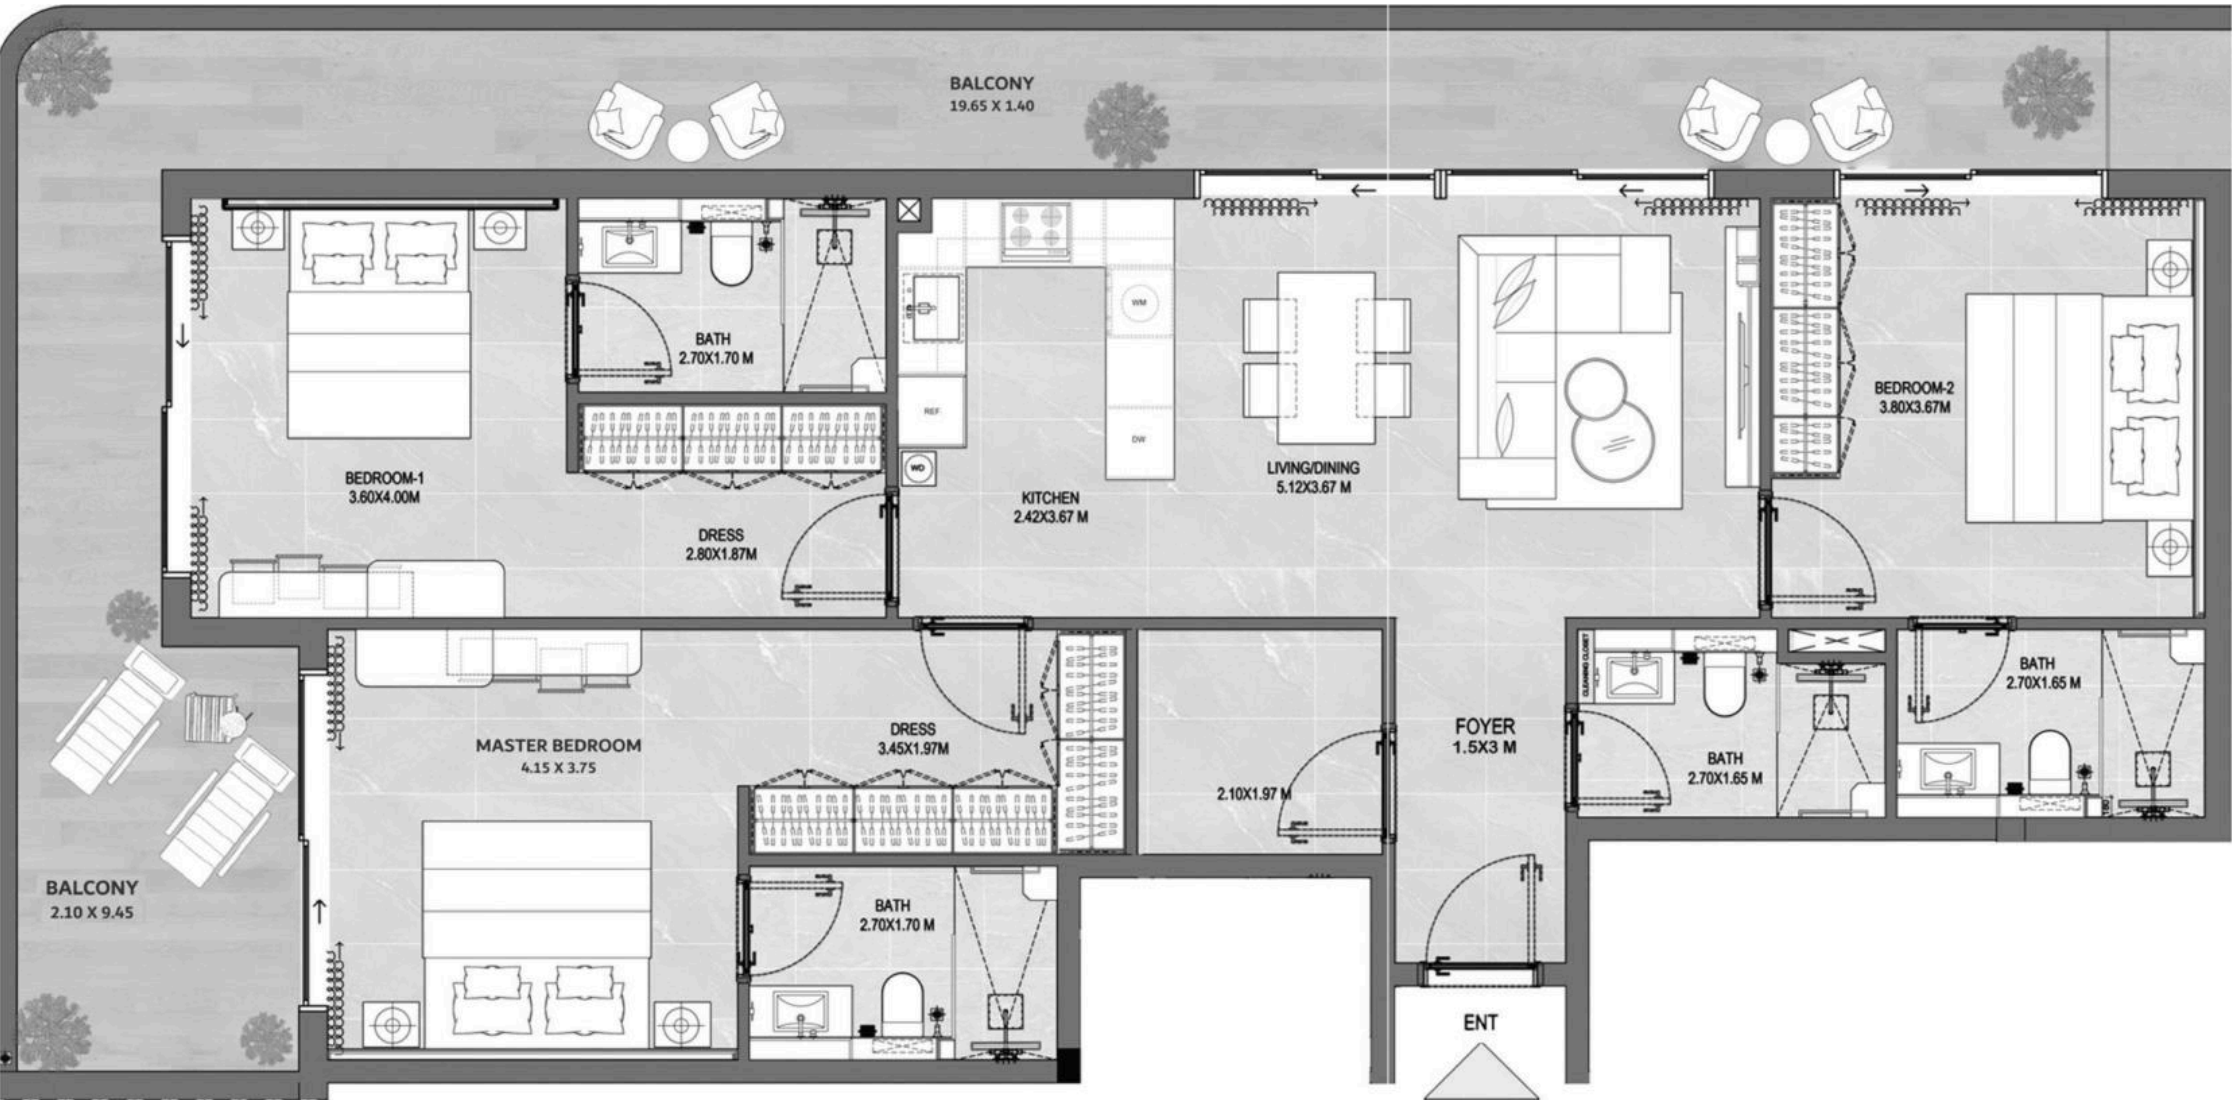 BALCONY
19.65 X 1.40
BATH
2.70X1.70 M
WM
REF
DW
WD
BEDROOM-1
3.60X4.00M
DRESS
2.80X1.87M
KITCHEN
2.42X3.67 M
LIVING/DINING
5.12X3.67 M
BEDROOM-2
3.80X3.67M
MASTER BEDROOM
4.15 X 3.75
DRESS
3.45X1.97M
2.10X1.97 M
FOYER
1.5X3 M
CLEANING CLOSET
BATH
2.70X1.65 M
BATH
2.70X1.65 M
BALCONY
2.10 X 9.45
BATH
2.70X1.70 M
ENT